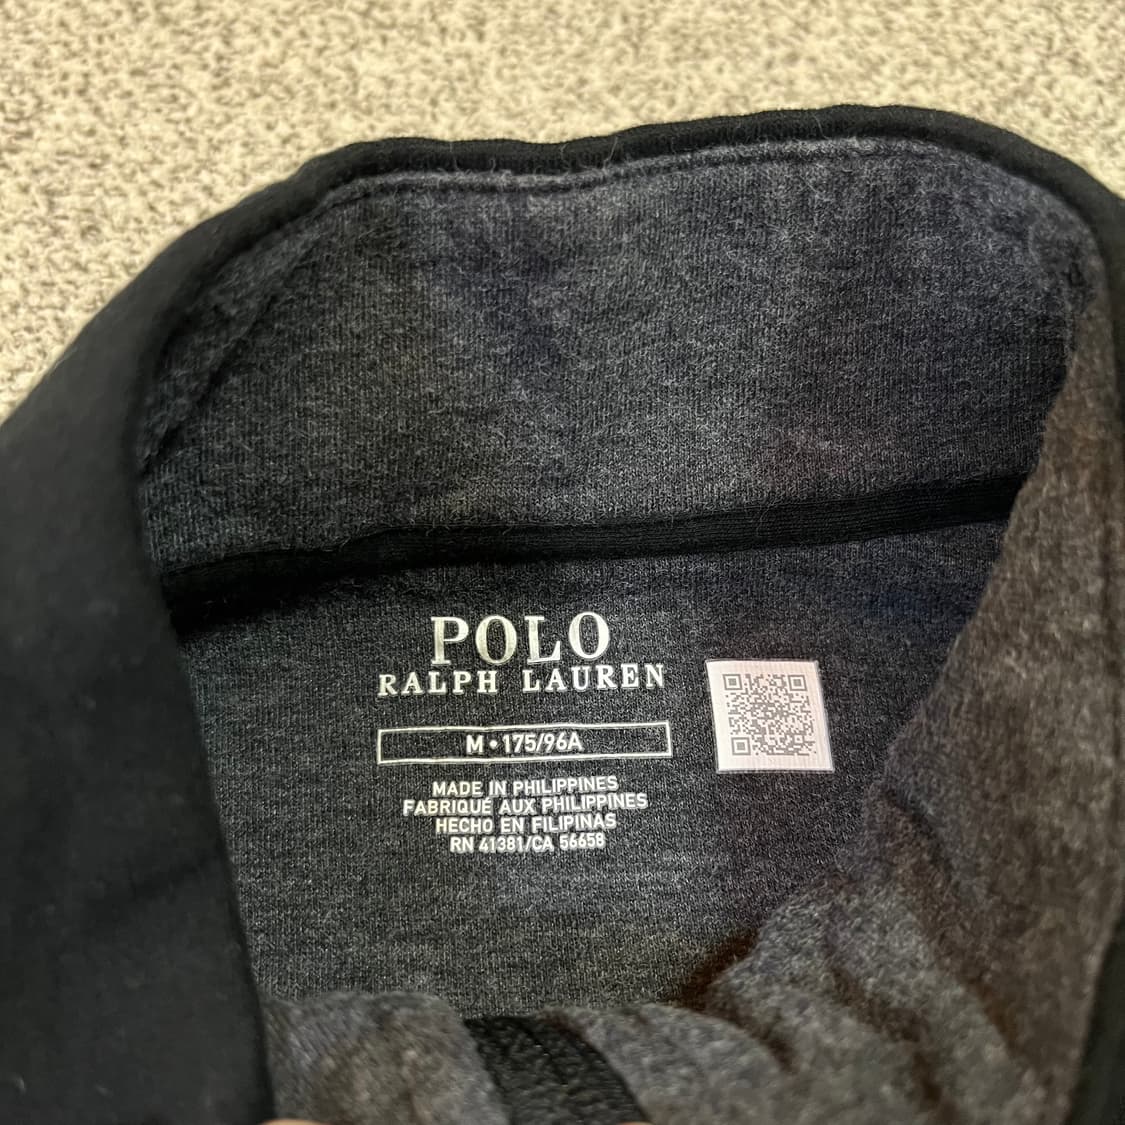 POLO
RALPH LAUREN
M • 175/96A
MADE IN PHILIPPINES
FABRIQUÉ AUX PHILIPPINES
HECHO EN FILIPINAS
RN 41381/CA 56658